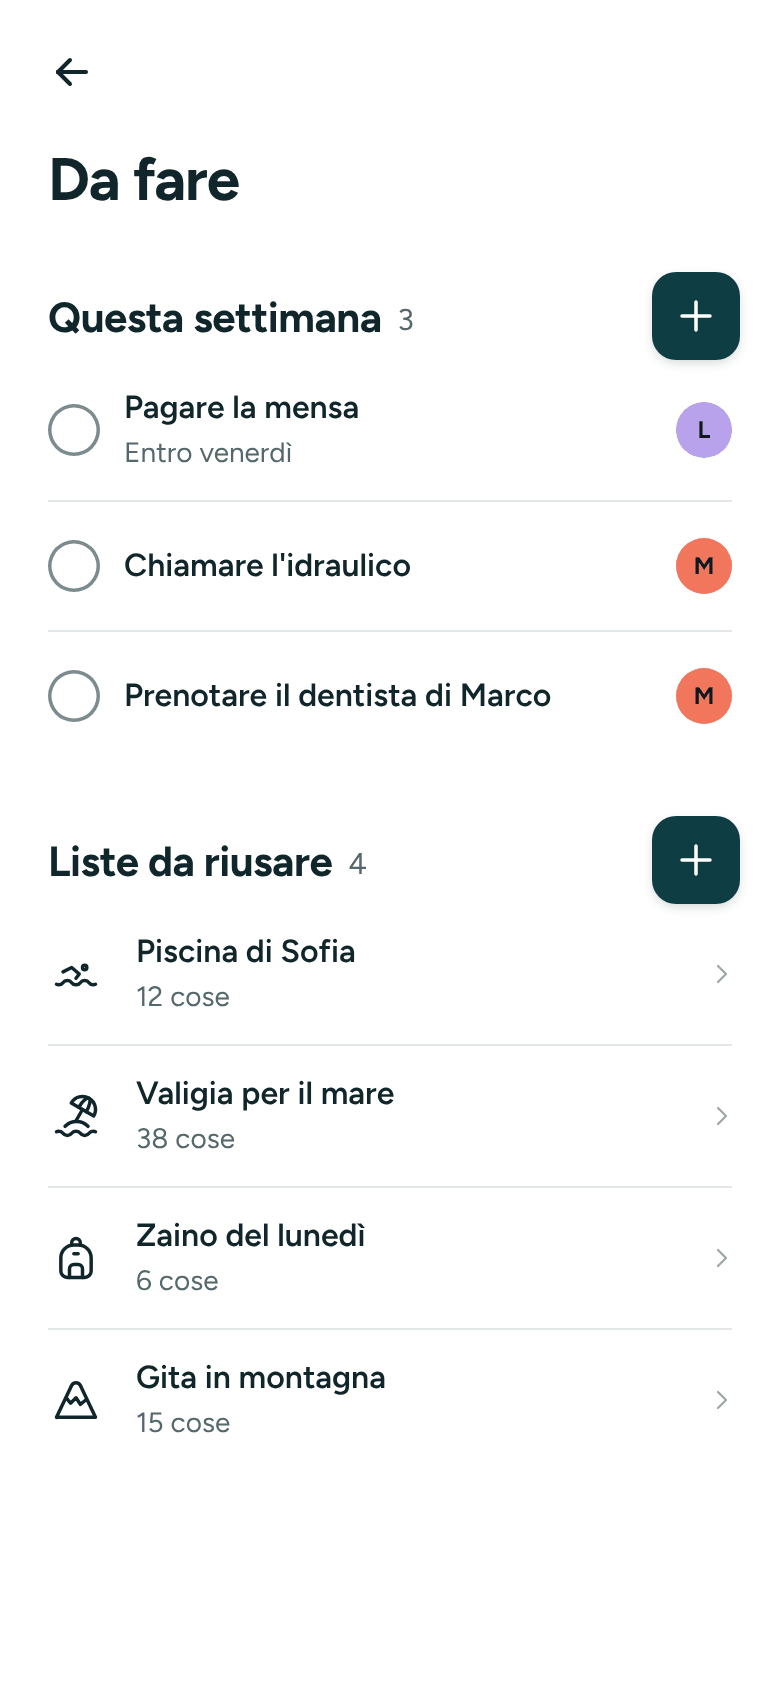 Da fare
Questa settimana 3
Pagare la mensa
Entro venerdì
L
Chiamare l'idraulico
M
Prenotare il dentista di Marco
M
Liste da riusare 4
Piscina di Sofia
12 cose
Valigia per il mare
38 cose
Zaino del lunedì
6 cose
Gita in montagna
15 cose